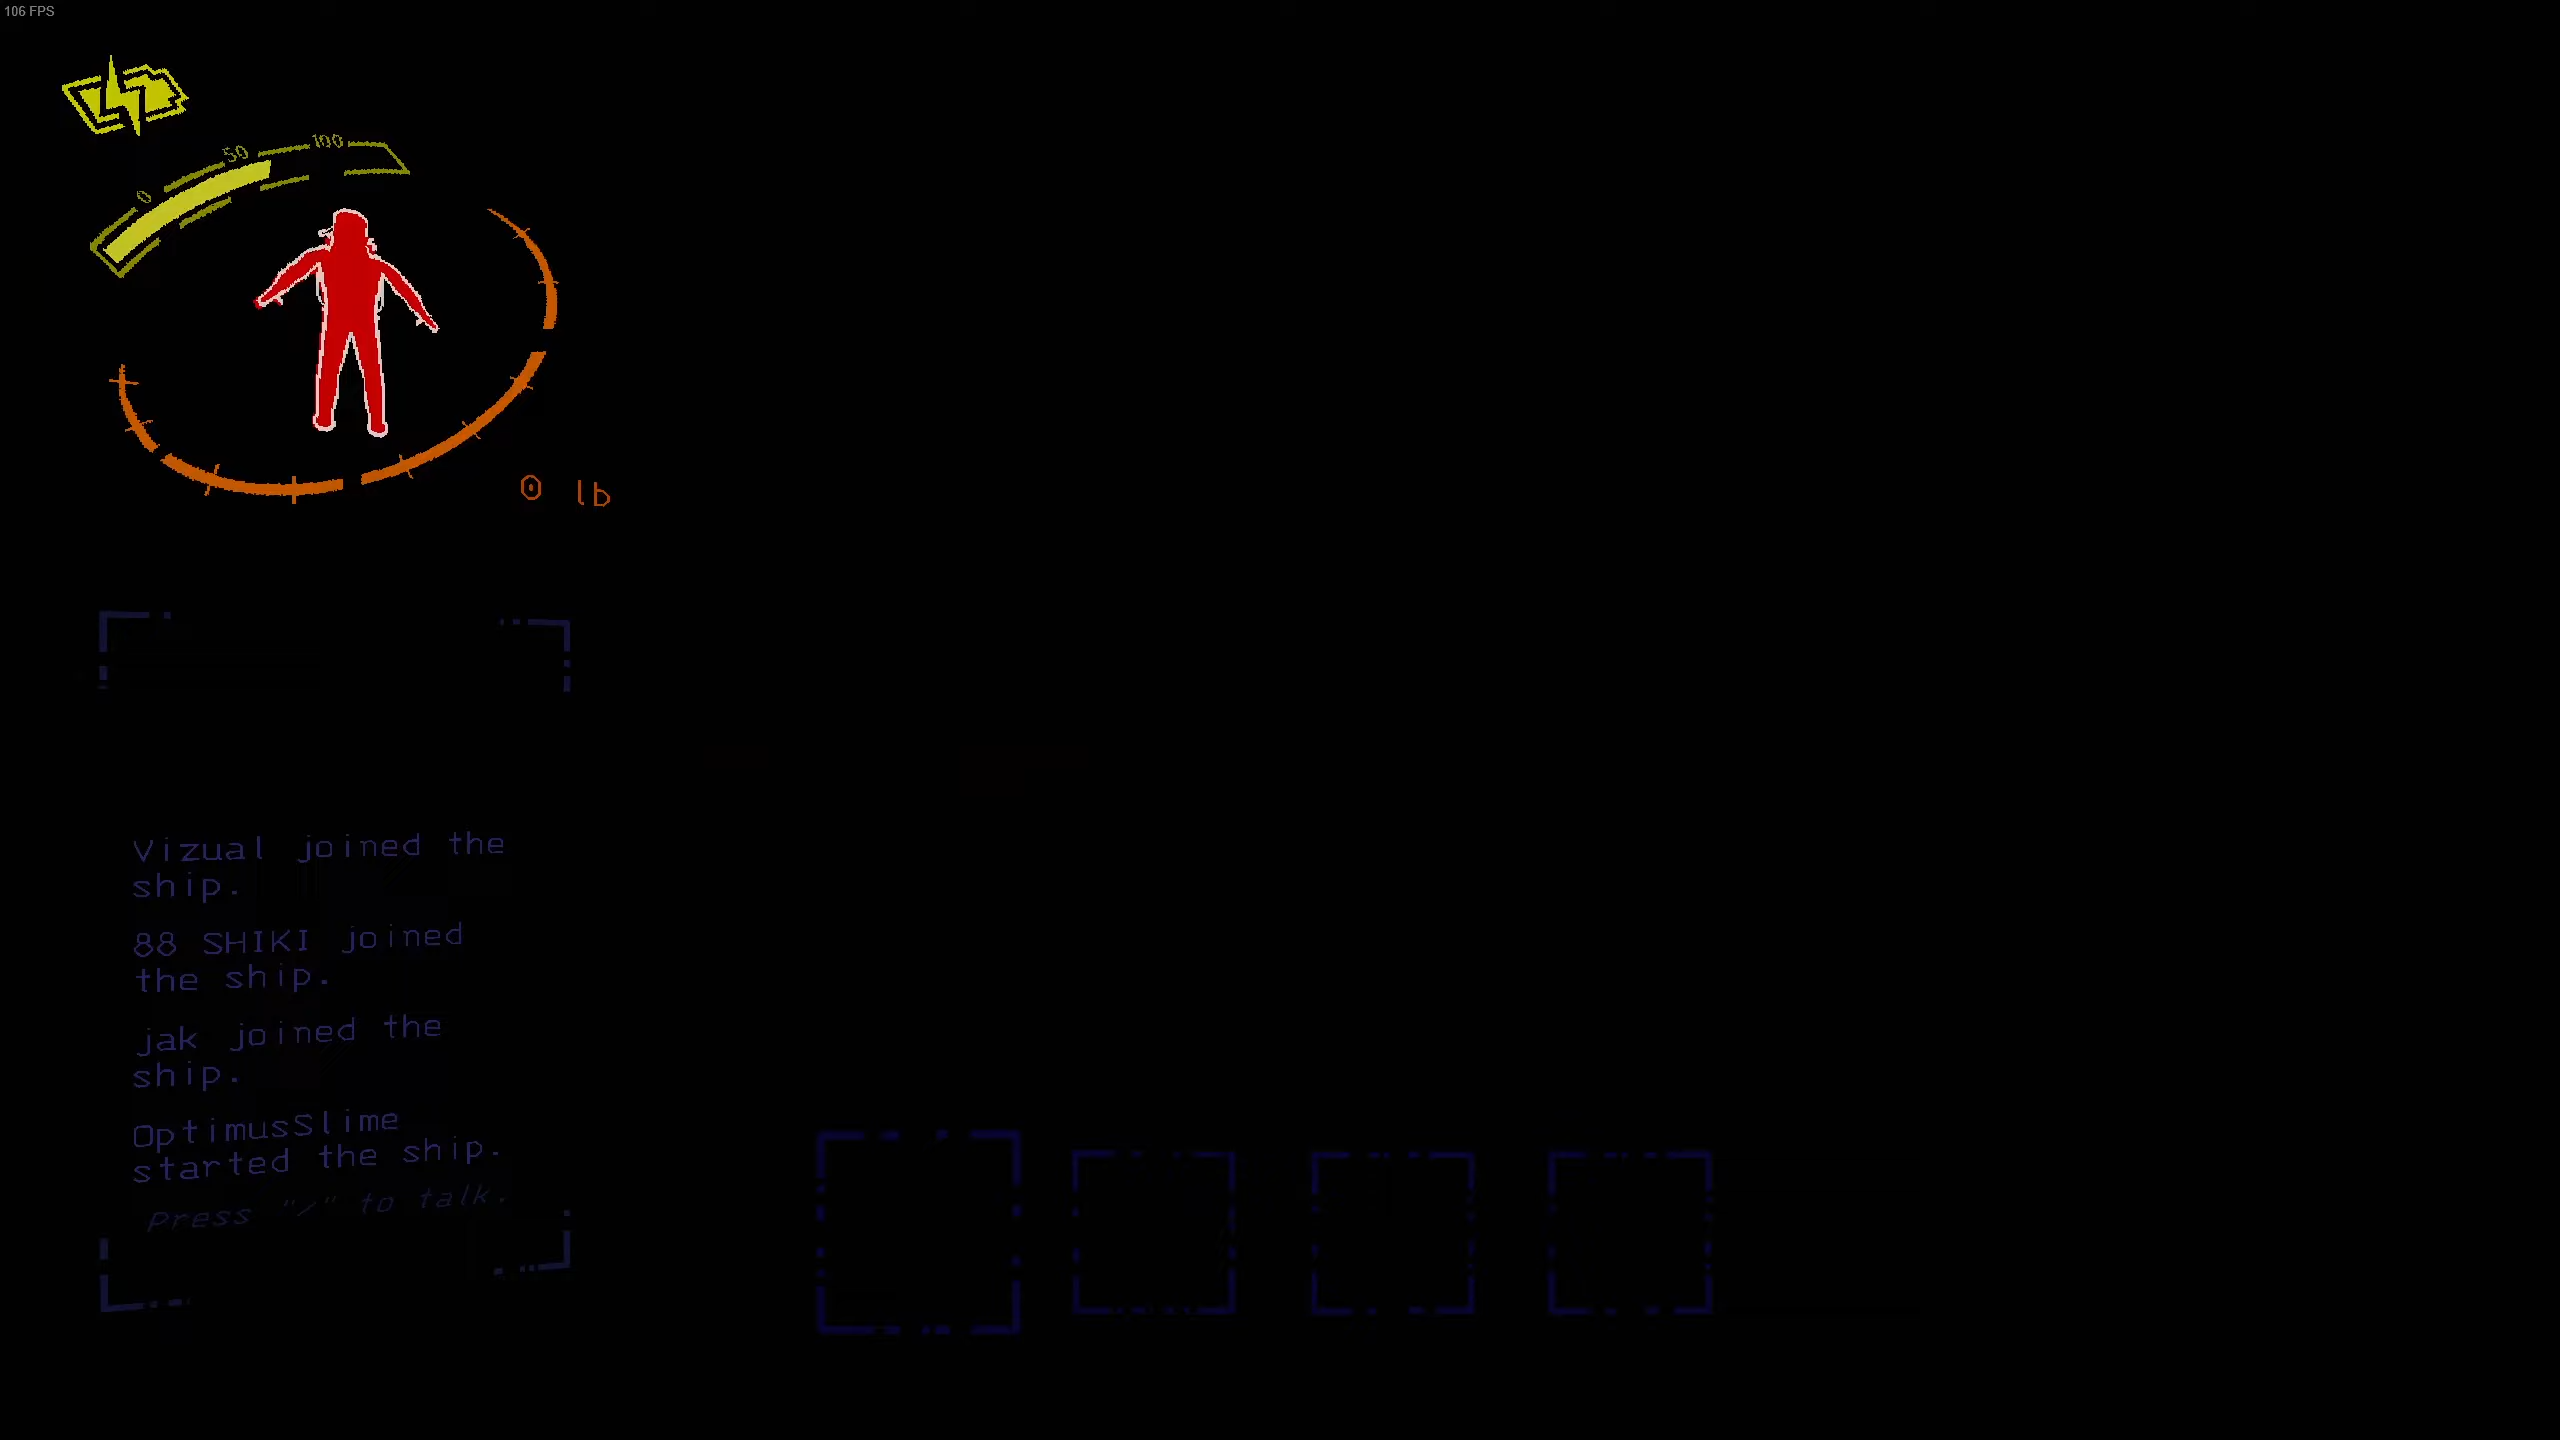 106 FPS
0
50
100
0 lb
Vizual joined the
ship.
88 SHIKI joined
the ship.
jak joined the
ship.
OptimusSlime
started the ship.
Press "/" to talk.